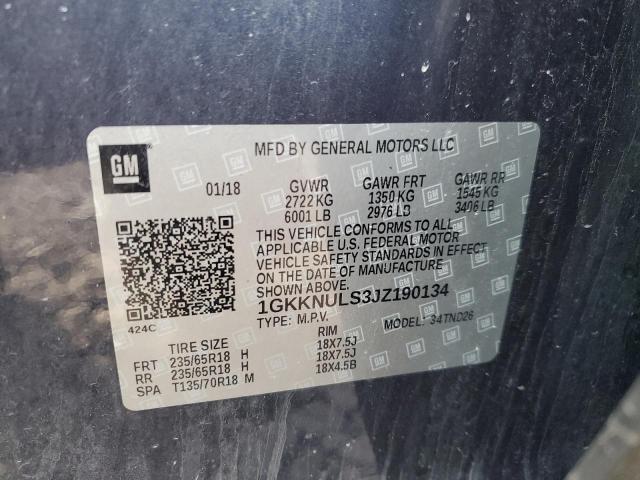 GM
MFD BY GENERAL MOTORS LLC
01/18 GVWR GAWR FRT GAWR RR
2722 KG 1350 KG 1545 KG
6001 LB 2976 LB 3406 LB
THIS VEHICLE CONFORMS TO ALL
APPLICABLE U.S. FEDERAL MOTOR
VEHICLE SAFETY STANDARDS IN EFFECT
ON THE DATE OF MANUFACTURE
SHOWN ABOVE.
1GKKNULS3JZ190134
424C TYPE: M.P.V. MODEL: 34TND26
TIRE SIZE RIM
FRT 235/65R18 H 18X7.5J
RR 235/65R18 H 18X7.5J
SPA T135/70R18 M 18X4.5B